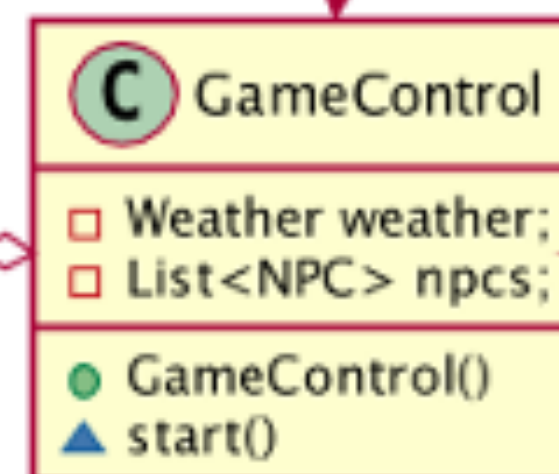 C GameControl
Weather weather;
List<NPC> npcs;
GameControl()
start()